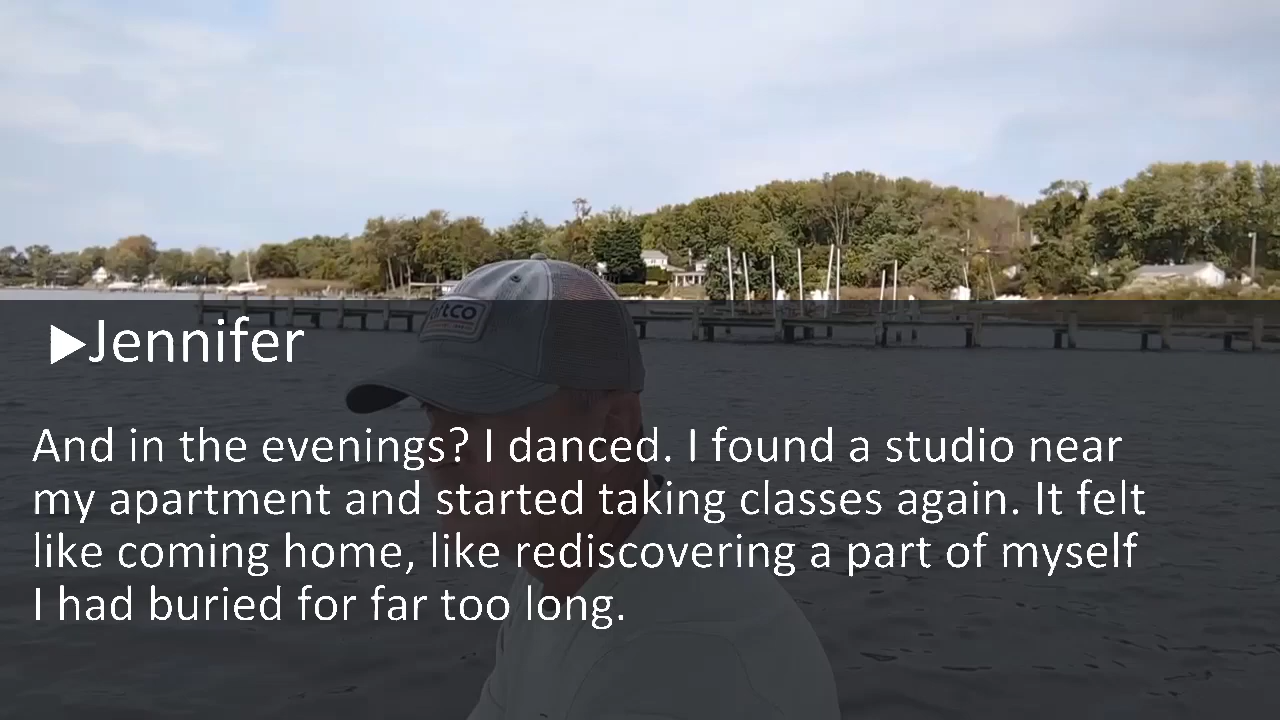 ▶Jennifer
And in the evenings? I danced. I found a studio near
my apartment and started taking classes again. It felt
like coming home, like rediscovering a part of myself
I had buried for far too long.